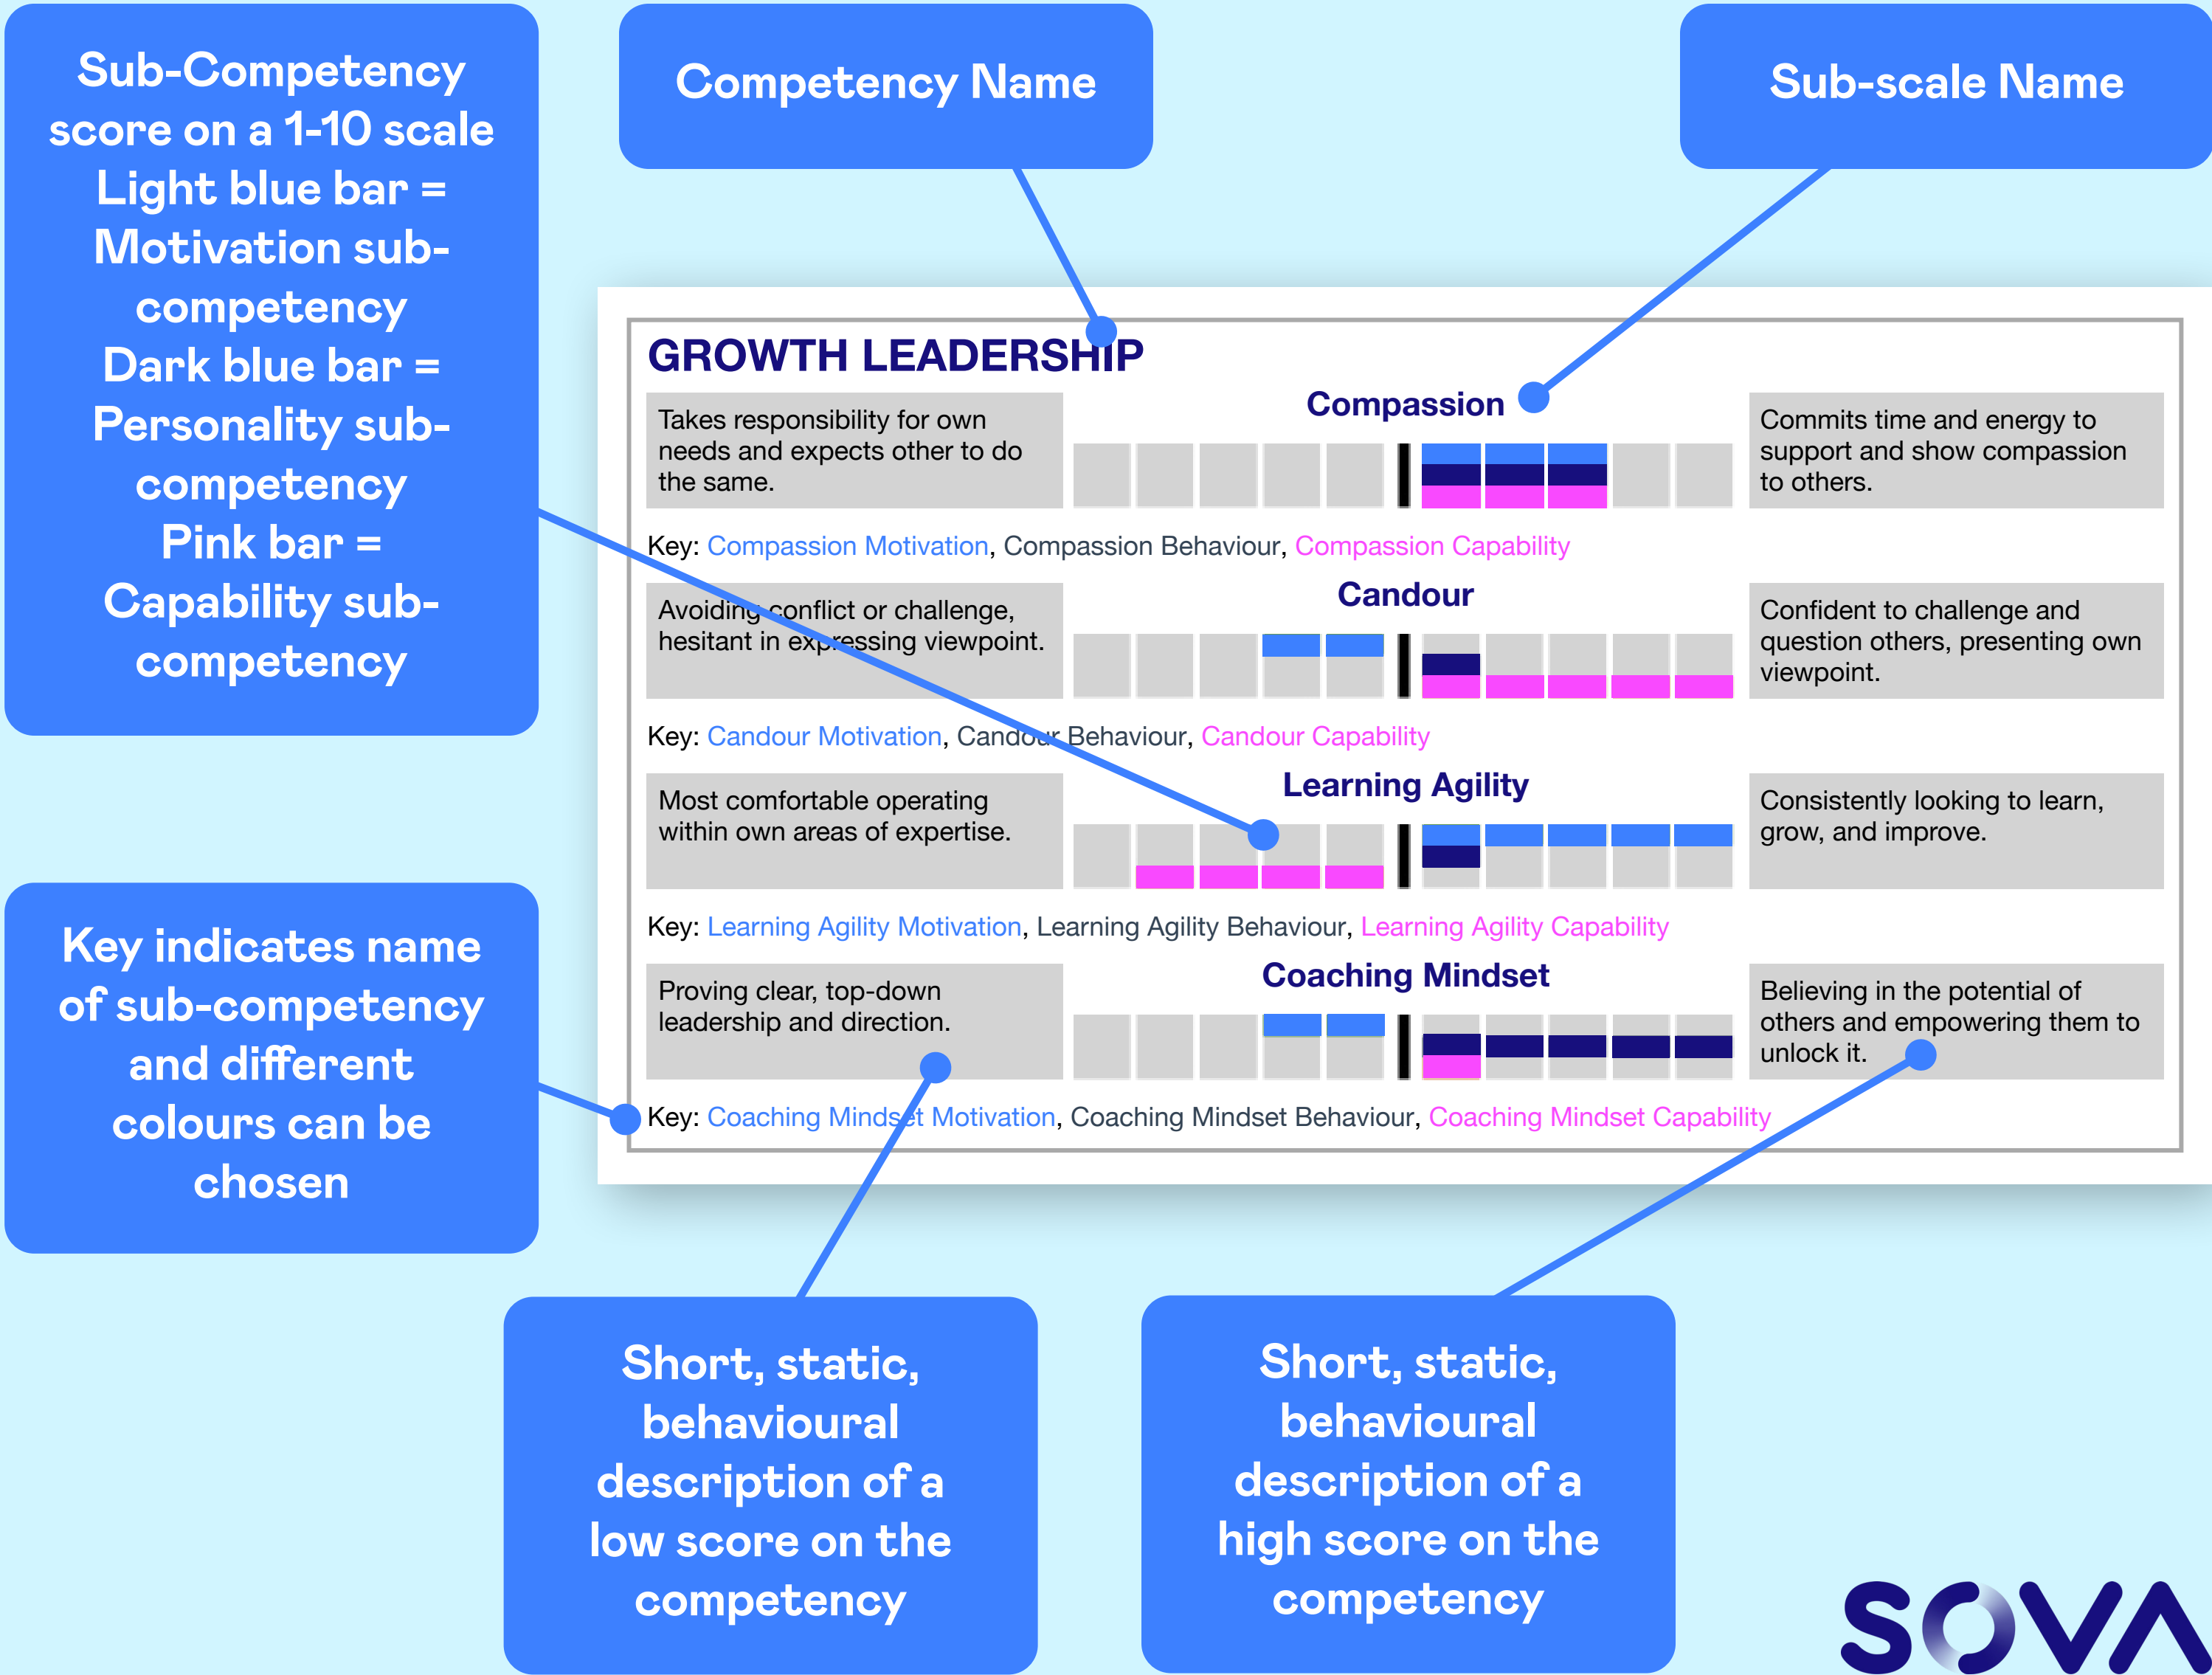 Sub-Competency
score on a 1-10 scale
Light blue bar =
Motivation sub-
competency
Dark blue bar =
Personality sub-
competency
Pink bar =
Capability sub-
competency
Competency Name
Sub-scale Name
GROWTH LEADERSHIP
Compassion
Takes responsibility for own
needs and expects other to do
the same.
Commits time and energy to
support and show compassion
to others.
Key: Compassion Motivation, Compassion Behaviour, Compassion Capability
Candour
Avoiding conflict or challenge,
hesitant in expressing viewpoint.
Confident to challenge and
question others, presenting own
viewpoint.
Key: Candour Motivation, Candour Behaviour, Candour Capability
Learning Agility
Most comfortable operating
within own areas of expertise.
Consistently looking to learn,
grow, and improve.
Key: Learning Agility Motivation, Learning Agility Behaviour, Learning Agility Capability
Coaching Mindset
Proving clear, top-down
leadership and direction.
Believing in the potential of
others and empowering them to
unlock it.
Key: Coaching Mindset Motivation, Coaching Mindset Behaviour, Coaching Mindset Capability
Key indicates name
of sub-competency
and different
colours can be
chosen
Short, static,
behavioural
description of a
low score on the
competency
Short, static,
behavioural
description of a
high score on the
competency
SOVA